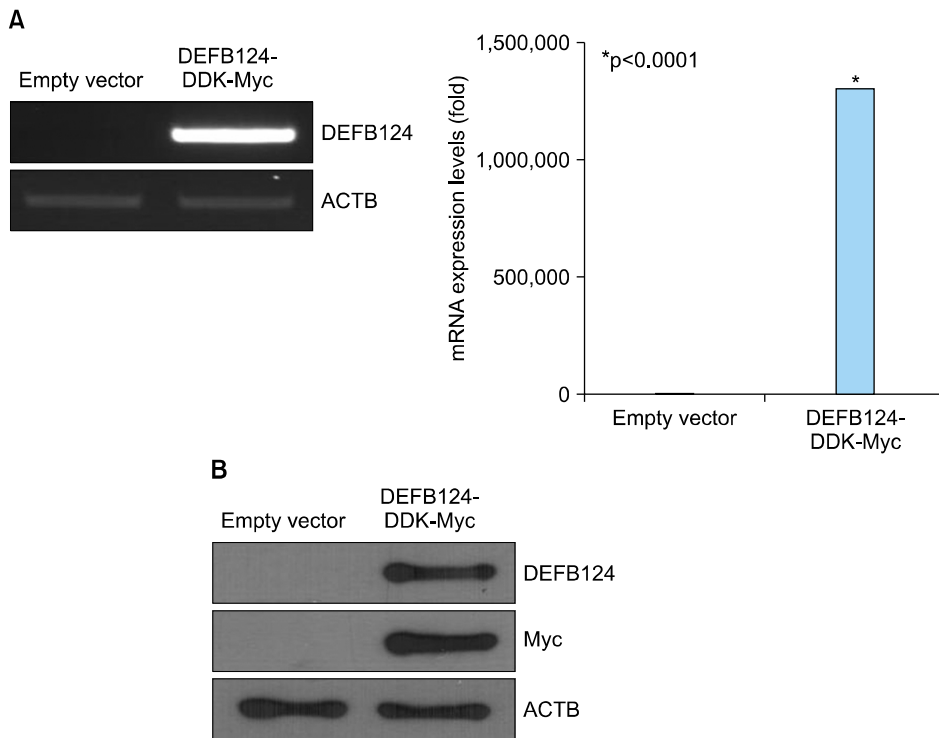 A
Empty vector
DEFB124-
DDK-Myc
DEFB124
ACTB
mRNA expression levels (fold)
1,500,000
1,000,000
500,000
0
*p<0.0001
*
Empty vector
DEFB124-
DDK-Myc
B
Empty vector
DEFB124-
DDK-Myc
DEFB124
Myc
ACTB